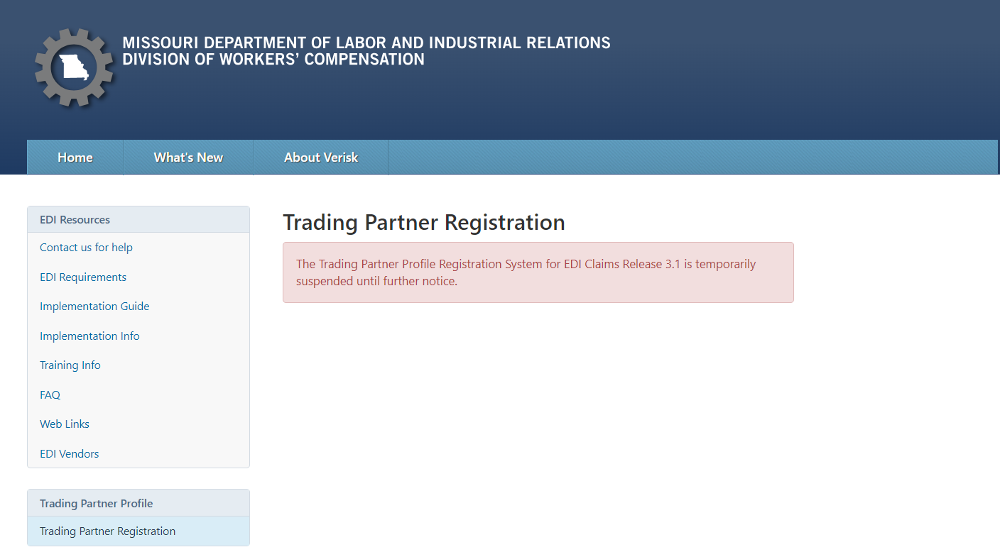 MISSOURI DEPARTMENT OF LABOR AND INDUSTRIAL RELATIONS
DIVISION OF WORKERS’ COMPENSATION
Home
What's New
About Verisk
EDI Resources
Contact us for help
EDI Requirements
Implementation Guide
Implementation Info
Training Info
FAQ
Web Links
EDI Vendors
Trading Partner Profile
Trading Partner Registration
Trading Partner Registration
The Trading Partner Profile Registration System for EDI Claims Release 3.1 is temporarily
suspended until further notice.